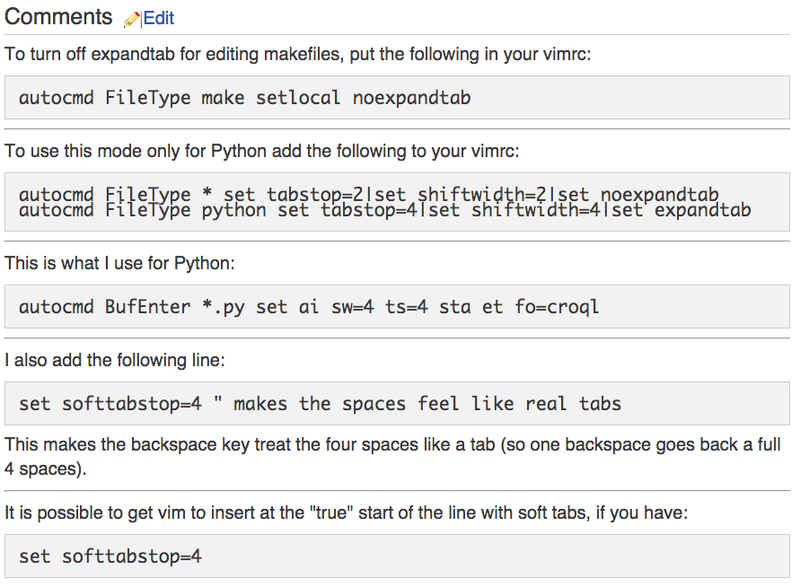 Comments Edit
To turn off expandtab for editing makefiles, put the following in your vimrc:
autocmd FileType make setlocal noexpandtab
To use this mode only for Python add the following to your vimrc:
autocmd FileType * set tabstop=2|set shiftwidth=2|set noexpandtab
autocmd FileType python set tabstop=4|set shiftwidth=4|set expandtab
This is what I use for Python:
autocmd BufEnter *.py set ai sw=4 ts=4 sta et fo=croql
I also add the following line:
set softtabstop=4 " makes the spaces feel like real tabs
This makes the backspace key treat the four spaces like a tab (so one backspace goes back a full
4 spaces).
It is possible to get vim to insert at the "true" start of the line with soft tabs, if you have:
set softtabstop=4